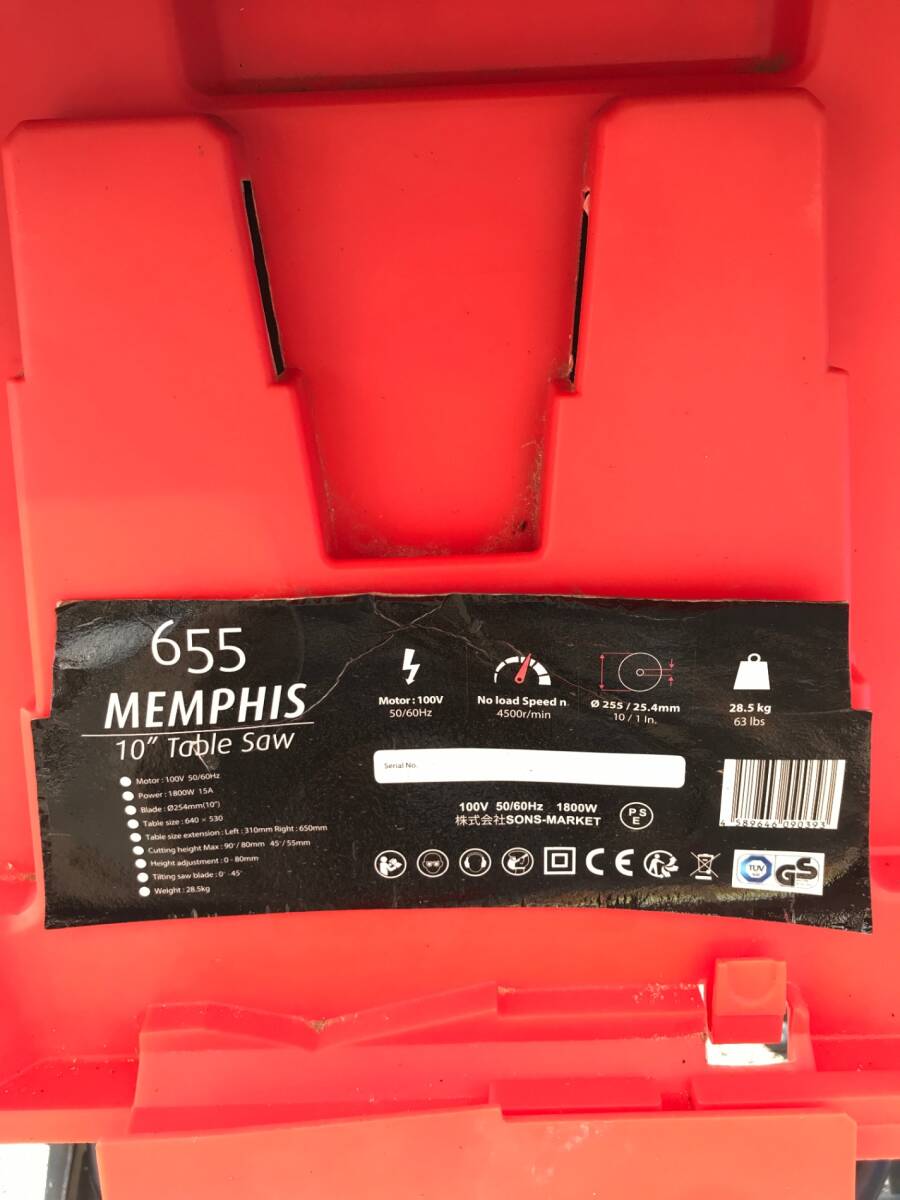 655
MEMPHIS
10" Table Saw
Motor : 100V 50/60Hz
Power : 1800W 15A
Blade : Ø254mm(10")
Table size : 640 × 530
Table size extension : Left : 310mm Right : 650mm
Cutting height Max : 90°/ 80mm 45°/ 55mm
Height adjustment : 0 - 80mm
Tilting saw blade : 0° -45°
Weight : 28.5kg
Motor : 100V
50/60Hz
No load Speed n
4500r/min
Ø 255 / 25.4mm
10 / 1 In.
28.5 kg
63 lbs
Serial No.
100V 50/60Hz 1800W
株式会社SONS-MARKET
PS
E
4 589646 090393
CE
TÜV
GS